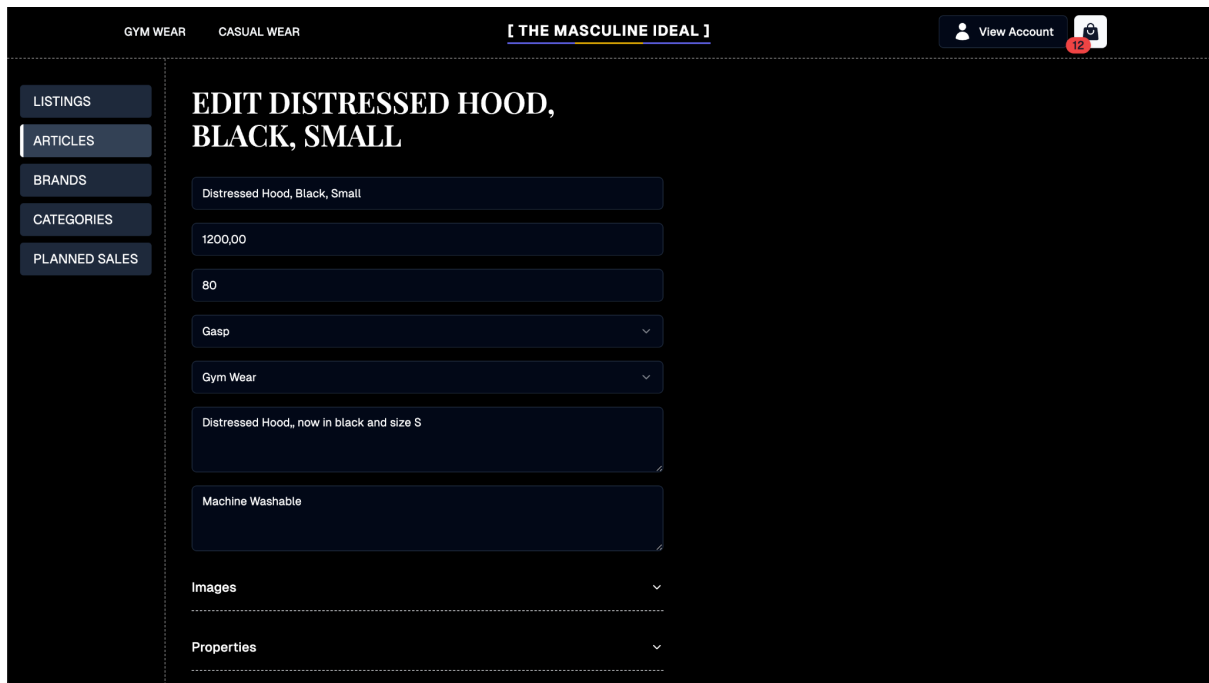 GYM WEAR CASUAL WEAR [ THE MASCULINE IDEAL ] View Account 12
LISTINGS
ARTICLES
BRANDS
CATEGORIES
PLANNED SALES
EDIT DISTRESSED HOOD,
BLACK, SMALL
Distressed Hood, Black, Small
1200,00
80
Gasp
Gym Wear
Distressed Hood,, now in black and size S
Machine Washable
Images
Properties